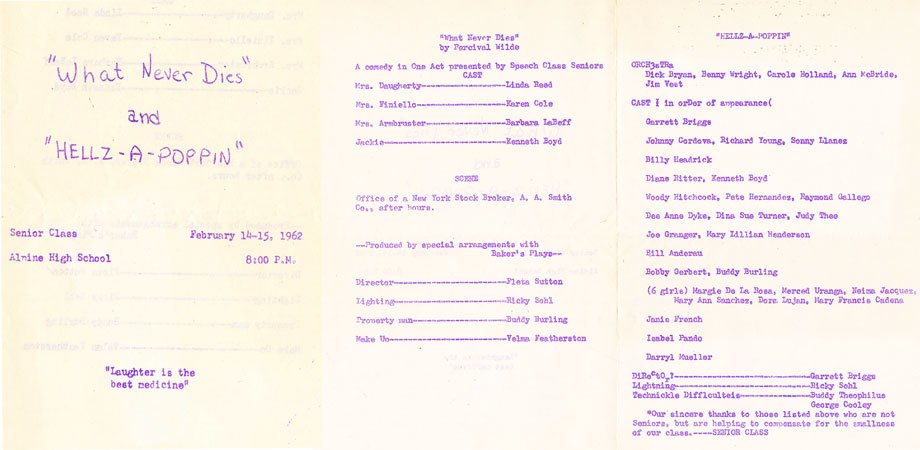 "What Never Dies"
and
"HELLZ-A-POPPIN"
Senior Class February 14-15, 1962
Alpine High School 8:00 P.M.
"Laughter is the
best medicine"
"What Never Dies"
by Percival Wilde
A comedy in One Act presented by Speech Class Seniors
CAST
Mrs. Daugherty----------------Linda Reed
Mrs. Finiello----------------Karen Cole
Mrs. Armbruster----------------Barbara LaBeff
Jackie----------------Kenneth Boyd
SCENE
Office of a New York Stock Broker, A. A. Smith
Co., after hours.
--Produced by special arrangements with
Baker's Plays--
Director----------------Fleta Sutton
Lighting----------------Ricky Sohl
Property man----------------Buddy Burling
Make Up----------------Velma Featherston
"HELLZ-A-POPPIN"
ORCH3sTRa
Dick Bryan, Benny Wright, Carole Holland, Ann McBride,
Jim Vest
CAST I in orDer of appearance(
Garrett Briggs
Johnny Cordova, Richard Young, Sonny Llanez
Billy Headrick
Diane Ritter, Kenneth Boyd
Woody Hitchcock, Pete Hernandez, Raymond Gallego
Dee Anne Dyke, Dina Sue Turner, Judy Thee
Joe Granger, Mary Lillian Henderson
Bill Anderau
Bobby Gerbert, Buddy Burling
(6 girls) Margie De La Rosa, Merced Uranga, Neima Jacquez,
Mary Ann Sanchez, Dora Lujan, Mary Francis Cadena
Janie French
Isabel Pando
Darryl Mueller
DiRectOr?----------------Garrett Briggs
Lightning----------------Ricky Sohl
Technickle Diffculteis----------------Buddy Theophilus
George Cooley
"Our sincere thanks to those listed above who are not
Seniors, but are helping to compensate for the smallness
of our class.----SENIOR CLASS